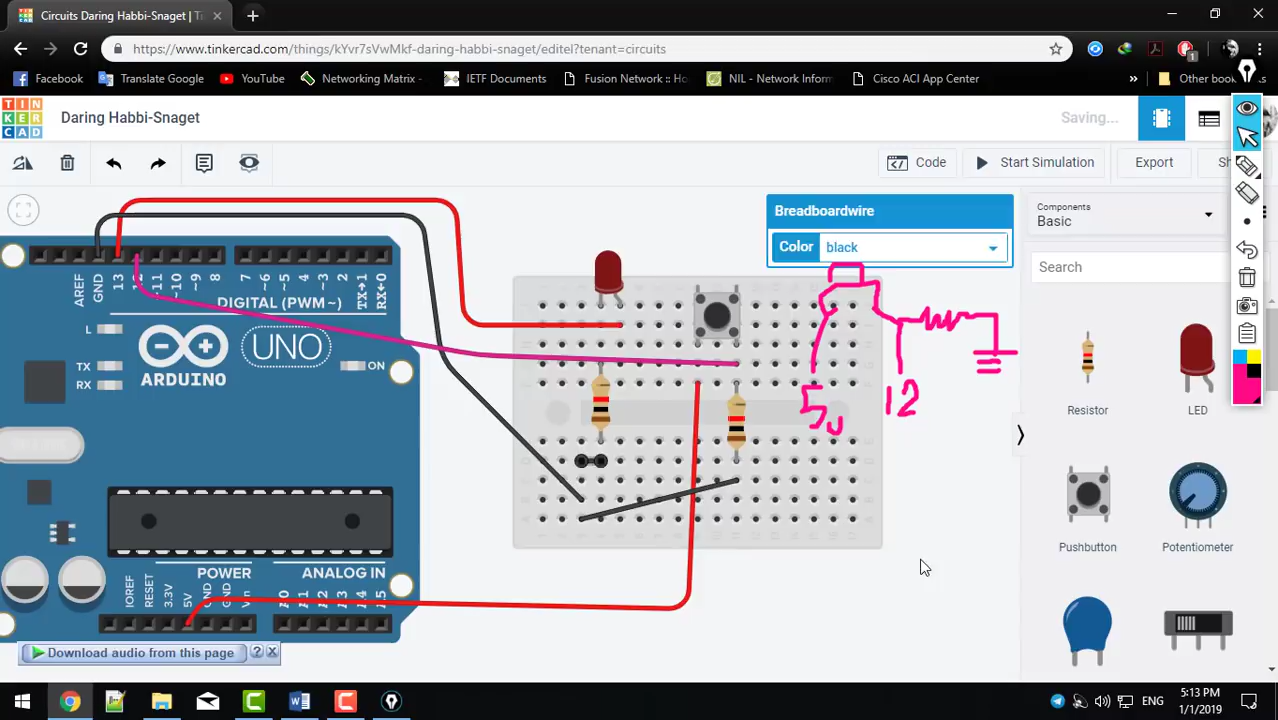 Circuits Daring Habbi-Snaget | Ti
https://www.tinkercad.com/things/kYvr7sVwMkf-daring-habbi-snaget/editel?tenant=circuits
Facebook
Translate Google
YouTube
Networking Matrix -
IETF Documents
Fusion Network :: Ho
NIL - Network Inform
Cisco ACI App Center
»
Other book
1
TIN
KER
CAD
Daring Habbi-Snaget
Saving...
Code
Start Simulation
Export
Sh
Breadboardwire
Color
black
Components
Basic
Search
AREF
GND
13
12
~11
~10
~9
8
7
~6
~5
4
~3
2
TX→1
RX←0
DIGITAL (PWM~)
L
TX
RX
ARDUINO
UNO
ON
5v
12
Resistor
LED
Pushbutton
Potentiometer
POWER
ANALOG IN
IOREF
RESET
3.3V
5V
GND
GND
Vin
A0
A1
A2
A3
A4
A5
Download audio from this page
?
X
ENG
5:13 PM
1/1/2019